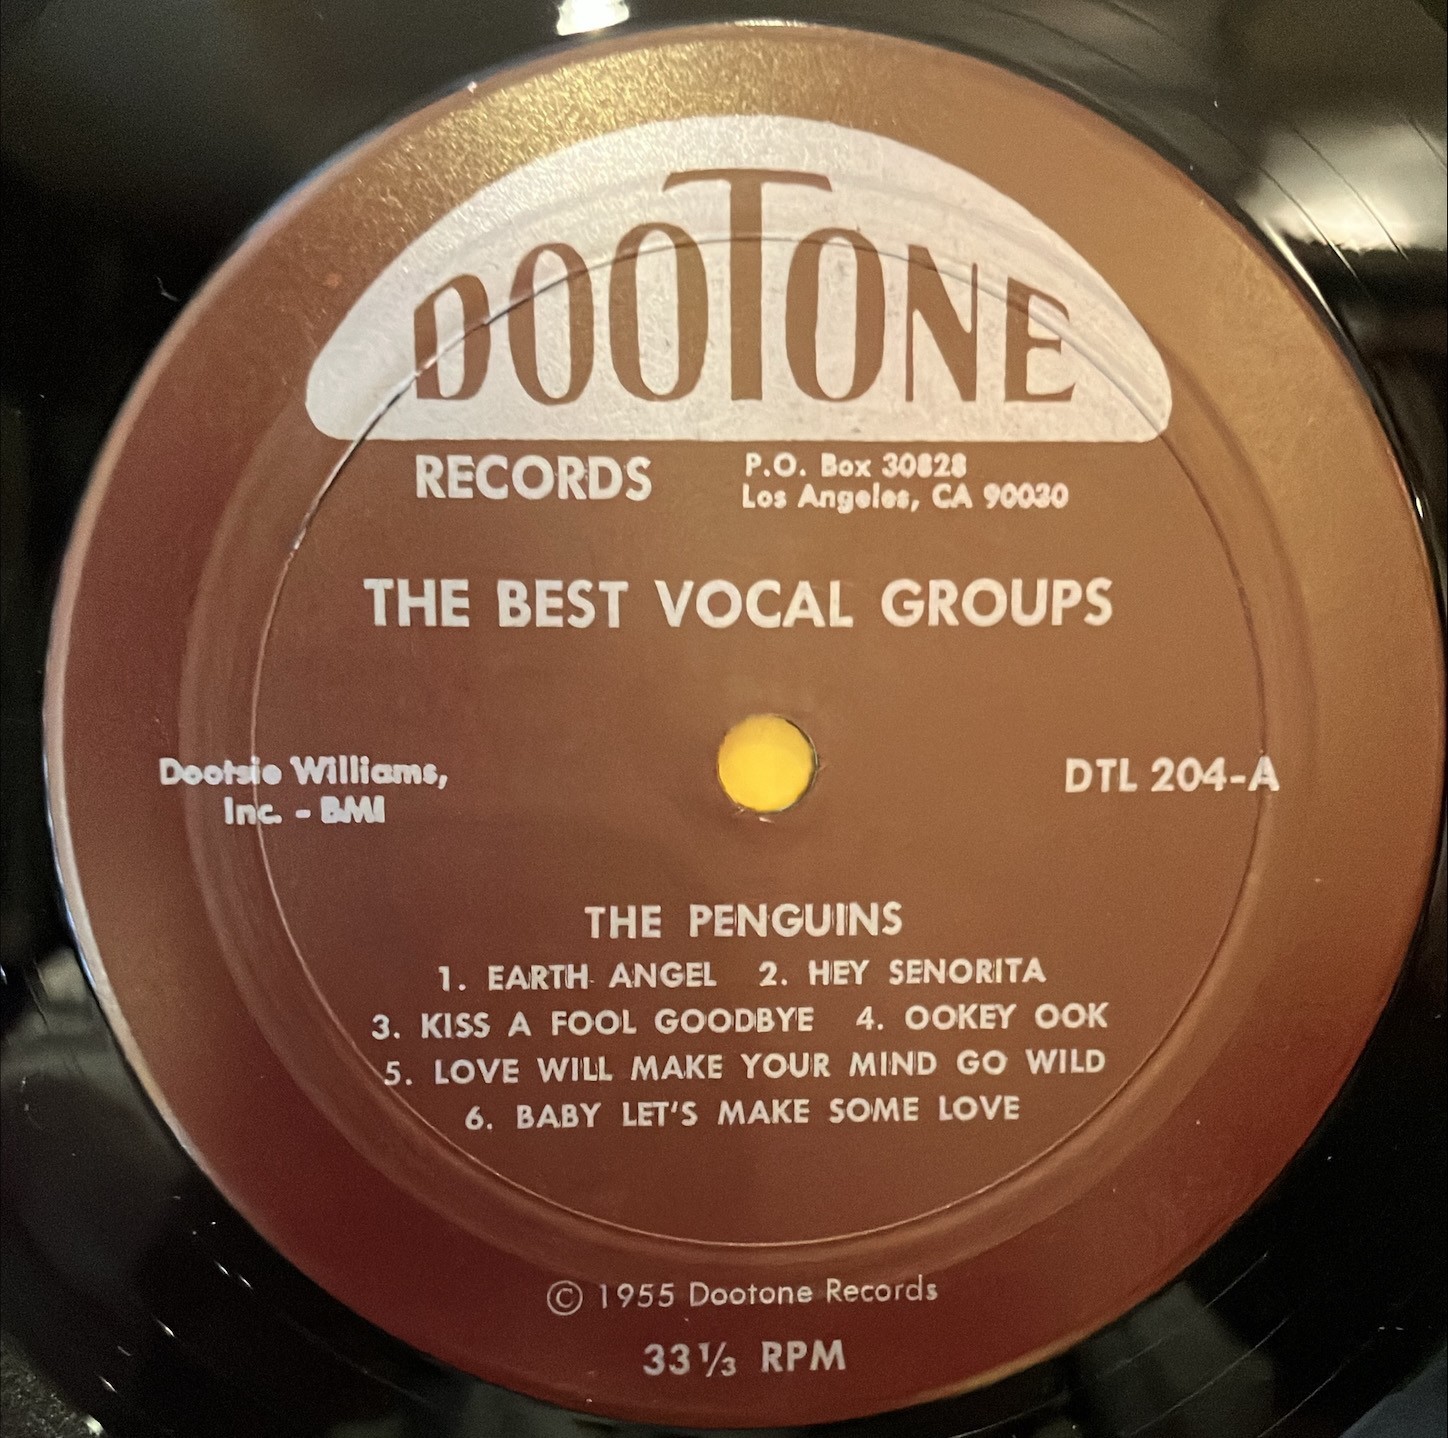 DOOTONE
RECORDS
P.O. Box 30828
Los Angeles, CA 90030
THE BEST VOCAL GROUPS
Dootsie Williams,
Inc. - BMI
DTL 204-A
THE PENGUINS
1. EARTH ANGEL 2. HEY SENORITA
3. KISS A FOOL GOODBYE 4. OOKEY OOK
5. LOVE WILL MAKE YOUR MIND GO WILD
6. BABY LET'S MAKE SOME LOVE
© 1955 Dootone Records
33 1/3 RPM